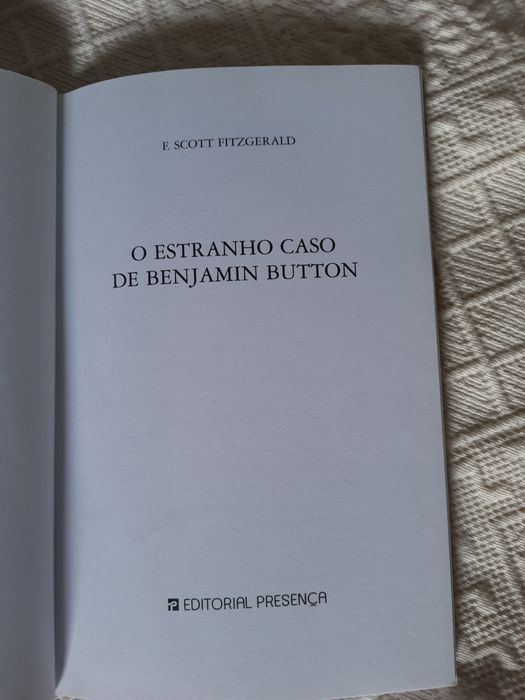 F. SCOTT FITZGERALD
O ESTRANHO CASO
DE BENJAMIN BUTTON
EDITORIAL PRESENÇA